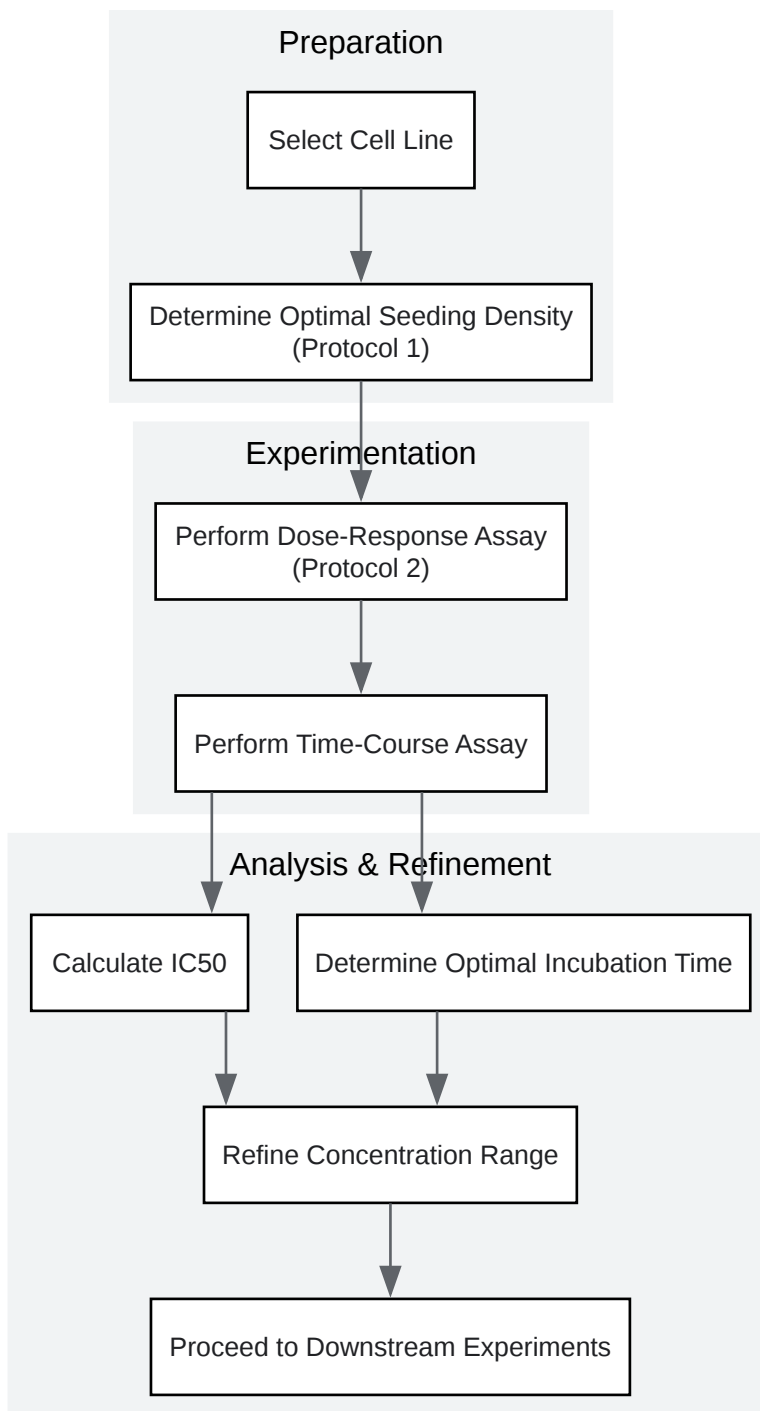 Preparation
Select Cell Line
Determine Optimal Seeding Density
(Protocol 1)
Experimentation
Perform Dose-Response Assay
(Protocol 2)
Perform Time-Course Assay
Analysis & Refinement
Calculate IC50
Determine Optimal Incubation Time
Refine Concentration Range
Proceed to Downstream Experiments